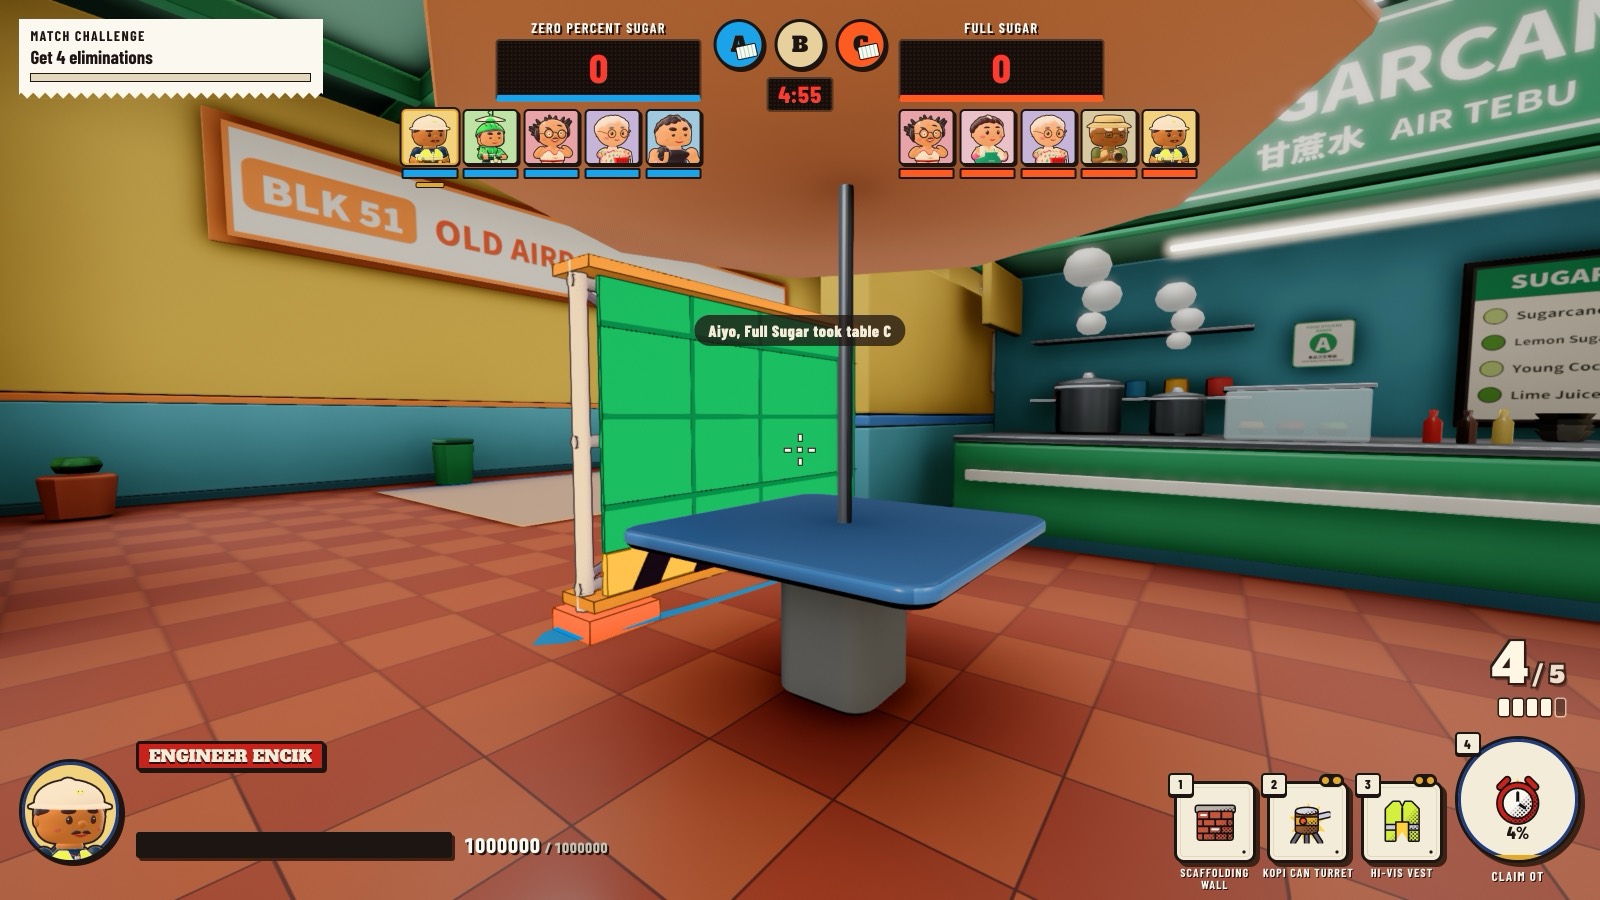 MATCH CHALLENGE
Get 4 eliminations
ZERO PERCENT SUGAR
0
A
B
C
4:55
FULL SUGAR
0
GARCAN
甘蔗水 AIR TEBU
BLK 51
OLD AIRP
Aiyo, Full Sugar took table C
A
SUGAR
Sugarcane
Lemon Suga
Young Coc
Lime Juice
4/5
ENGINEER ENCIK
1000000 / 1000000
1
SCAFFOLDING
WALL
2
KOPI CAN TURRET
3
HI-VIS VEST
4
4%
CLAIM OT